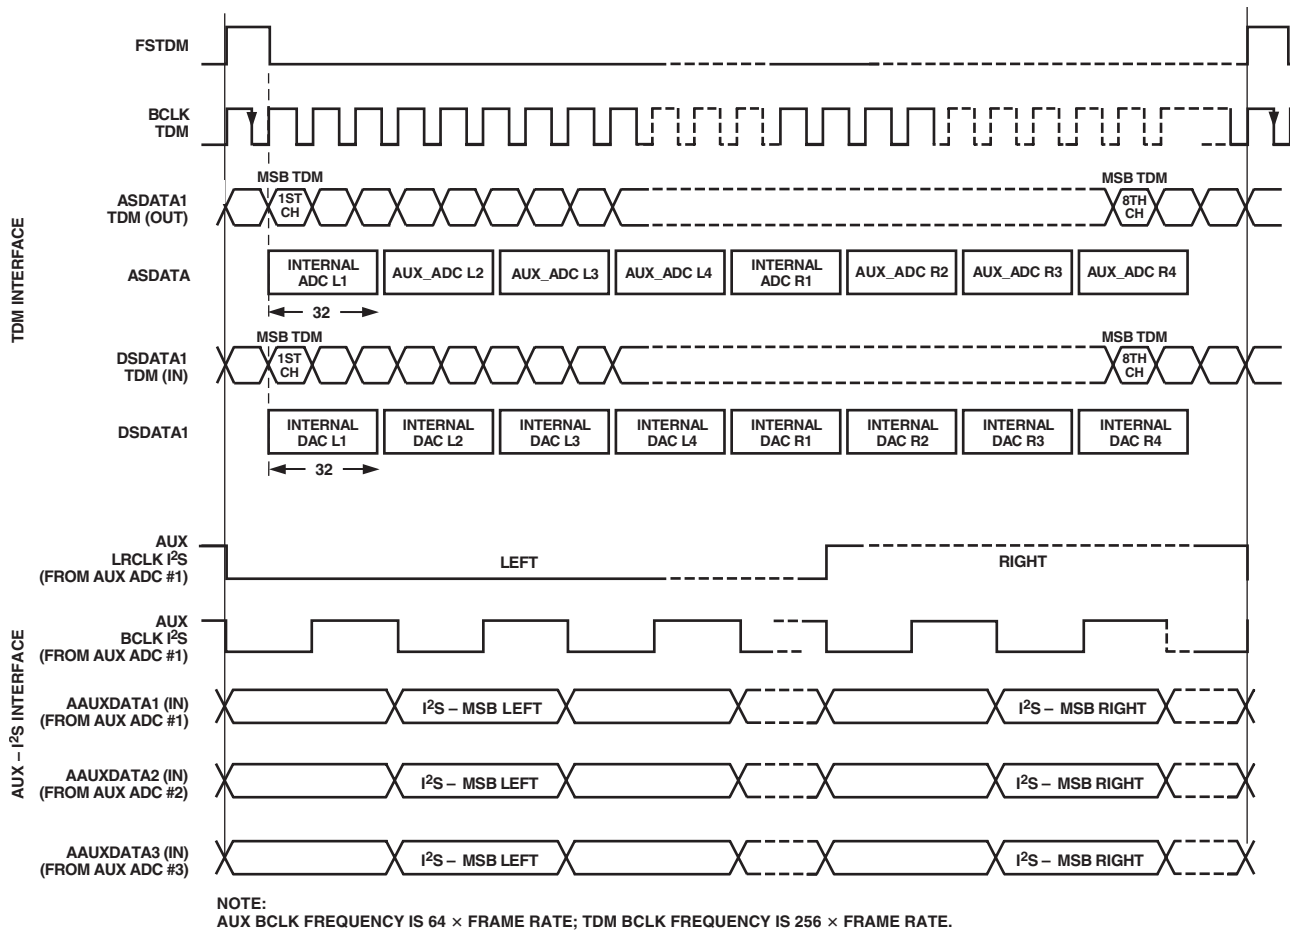 FSTDM
BCLK
TDM
MSB TDM
MSB TDM
ASDATA1
TDM (OUT)
1ST
CH
8TH
CH
TDM INTERFACE
ASDATA
INTERNAL
ADC L1
AUX_ADC L2
AUX_ADC L3
AUX_ADC L4
INTERNAL
ADC R1
AUX_ADC R2
AUX_ADC R3
AUX_ADC R4
32
MSB TDM
MSB TDM
DSDATA1
TDM (IN)
1ST
CH
8TH
CH
DSDATA1
INTERNAL
DAC L1
INTERNAL
DAC L2
INTERNAL
DAC L3
INTERNAL
DAC L4
INTERNAL
DAC R1
INTERNAL
DAC R2
INTERNAL
DAC R3
INTERNAL
DAC R4
32
AUX
LRCLK I²S
(FROM AUX ADC #1)
LEFT
RIGHT
AUX – I²S INTERFACE
AUX
BCLK I²S
(FROM AUX ADC #1)
AAUXDATA1 (IN)
(FROM AUX ADC #1)
I²S – MSB LEFT
I²S – MSB RIGHT
AAUXDATA2 (IN)
(FROM AUX ADC #2)
I²S – MSB LEFT
I²S – MSB RIGHT
AAUXDATA3 (IN)
(FROM AUX ADC #3)
I²S – MSB LEFT
I²S – MSB RIGHT
NOTE:
AUX BCLK FREQUENCY IS 64 × FRAME RATE; TDM BCLK FREQUENCY IS 256 × FRAME RATE.